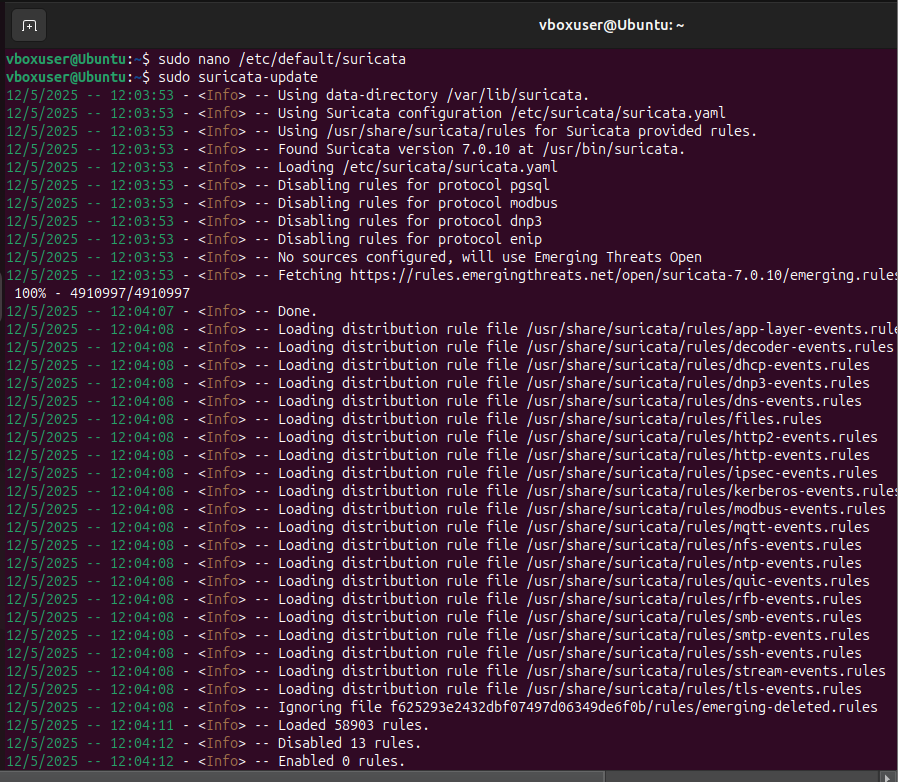 vboxuser@Ubuntu: ~
vboxuser@Ubuntu:~$ sudo nano /etc/default/suricata
vboxuser@Ubuntu:~$ sudo suricata-update
12/5/2025 -- 12:03:53 - <Info> -- Using data-directory /var/lib/suricata.
12/5/2025 -- 12:03:53 - <Info> -- Using Suricata configuration /etc/suricata/suricata.yaml
12/5/2025 -- 12:03:53 - <Info> -- Using /usr/share/suricata/rules for Suricata provided rules.
12/5/2025 -- 12:03:53 - <Info> -- Found Suricata version 7.0.10 at /usr/bin/suricata.
12/5/2025 -- 12:03:53 - <Info> -- Loading /etc/suricata/suricata.yaml
12/5/2025 -- 12:03:53 - <Info> -- Disabling rules for protocol pgsql
12/5/2025 -- 12:03:53 - <Info> -- Disabling rules for protocol modbus
12/5/2025 -- 12:03:53 - <Info> -- Disabling rules for protocol dnp3
12/5/2025 -- 12:03:53 - <Info> -- Disabling rules for protocol enip
12/5/2025 -- 12:03:53 - <Info> -- No sources configured, will use Emerging Threats Open
12/5/2025 -- 12:03:53 - <Info> -- Fetching https://rules.emergingthreats.net/open/suricata-7.0.10/emerging.rules
100% - 4910997/4910997
12/5/2025 -- 12:04:07 - <Info> -- Done.
12/5/2025 -- 12:04:08 - <Info> -- Loading distribution rule file /usr/share/suricata/rules/app-layer-events.rule
12/5/2025 -- 12:04:08 - <Info> -- Loading distribution rule file /usr/share/suricata/rules/decoder-events.rules
12/5/2025 -- 12:04:08 - <Info> -- Loading distribution rule file /usr/share/suricata/rules/dhcp-events.rules
12/5/2025 -- 12:04:08 - <Info> -- Loading distribution rule file /usr/share/suricata/rules/dnp3-events.rules
12/5/2025 -- 12:04:08 - <Info> -- Loading distribution rule file /usr/share/suricata/rules/dns-events.rules
12/5/2025 -- 12:04:08 - <Info> -- Loading distribution rule file /usr/share/suricata/rules/files.rules
12/5/2025 -- 12:04:08 - <Info> -- Loading distribution rule file /usr/share/suricata/rules/http2-events.rules
12/5/2025 -- 12:04:08 - <Info> -- Loading distribution rule file /usr/share/suricata/rules/http-events.rules
12/5/2025 -- 12:04:08 - <Info> -- Loading distribution rule file /usr/share/suricata/rules/ipsec-events.rules
12/5/2025 -- 12:04:08 - <Info> -- Loading distribution rule file /usr/share/suricata/rules/kerberos-events.rules
12/5/2025 -- 12:04:08 - <Info> -- Loading distribution rule file /usr/share/suricata/rules/modbus-events.rules
12/5/2025 -- 12:04:08 - <Info> -- Loading distribution rule file /usr/share/suricata/rules/mqtt-events.rules
12/5/2025 -- 12:04:08 - <Info> -- Loading distribution rule file /usr/share/suricata/rules/nfs-events.rules
12/5/2025 -- 12:04:08 - <Info> -- Loading distribution rule file /usr/share/suricata/rules/ntp-events.rules
12/5/2025 -- 12:04:08 - <Info> -- Loading distribution rule file /usr/share/suricata/rules/quic-events.rules
12/5/2025 -- 12:04:08 - <Info> -- Loading distribution rule file /usr/share/suricata/rules/rfb-events.rules
12/5/2025 -- 12:04:08 - <Info> -- Loading distribution rule file /usr/share/suricata/rules/smb-events.rules
12/5/2025 -- 12:04:08 - <Info> -- Loading distribution rule file /usr/share/suricata/rules/smtp-events.rules
12/5/2025 -- 12:04:08 - <Info> -- Loading distribution rule file /usr/share/suricata/rules/ssh-events.rules
12/5/2025 -- 12:04:08 - <Info> -- Loading distribution rule file /usr/share/suricata/rules/stream-events.rules
12/5/2025 -- 12:04:08 - <Info> -- Loading distribution rule file /usr/share/suricata/rules/tls-events.rules
12/5/2025 -- 12:04:08 - <Info> -- Ignoring file f625293e2432dbf07497d06349de6f0b/rules/emerging-deleted.rules
12/5/2025 -- 12:04:11 - <Info> -- Loaded 58903 rules.
12/5/2025 -- 12:04:12 - <Info> -- Disabled 13 rules.
12/5/2025 -- 12:04:12 - <Info> -- Enabled 0 rules.